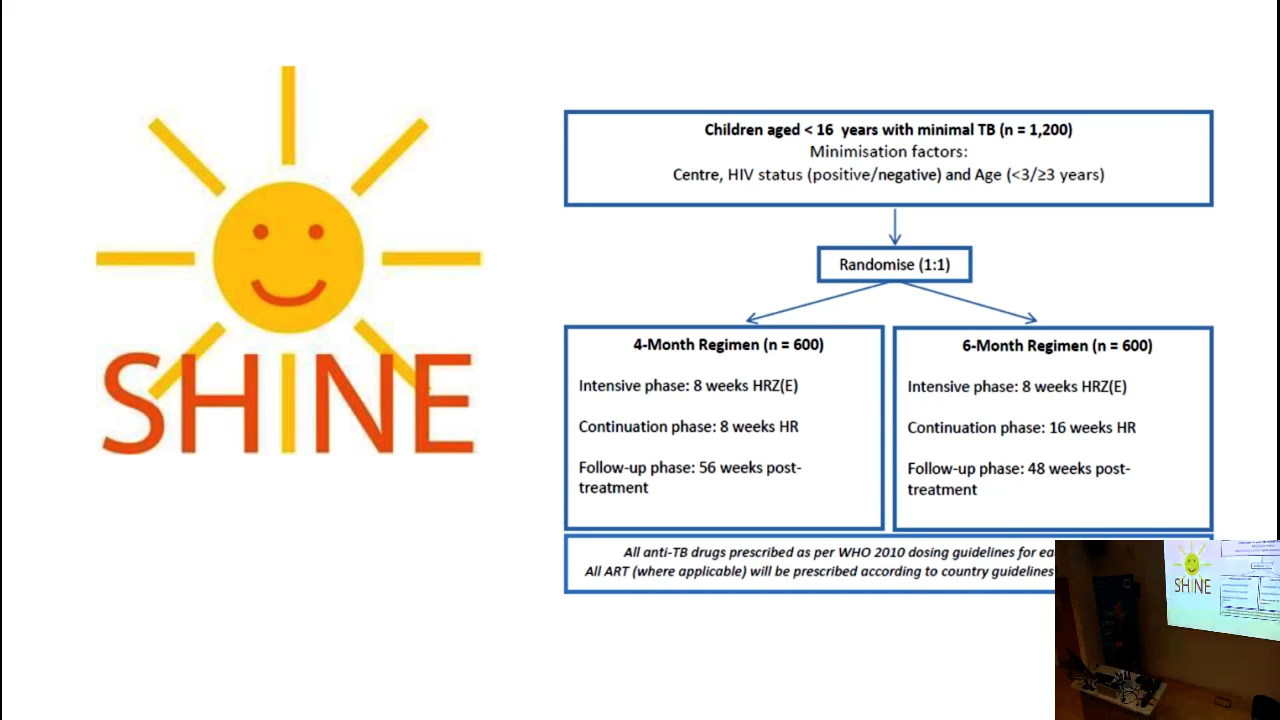 SHINE
Children aged < 16 years with minimal TB (n = 1,200)
Minimisation factors:
Centre, HIV status (positive/negative) and Age (<3/≥3 years)
Randomise (1:1)
4-Month Regimen (n = 600)
Intensive phase: 8 weeks HRZ(E)
Continuation phase: 8 weeks HR
Follow-up phase: 56 weeks post-
treatment
6-Month Regimen (n = 600)
Intensive phase: 8 weeks HRZ(E)
Continuation phase: 16 weeks HR
Follow-up phase: 48 weeks post-
treatment
All anti-TB drugs prescribed as per WHO 2010 dosing guidelines for
All ART (where applicable) will be prescribed according to country guidelines
SHINE